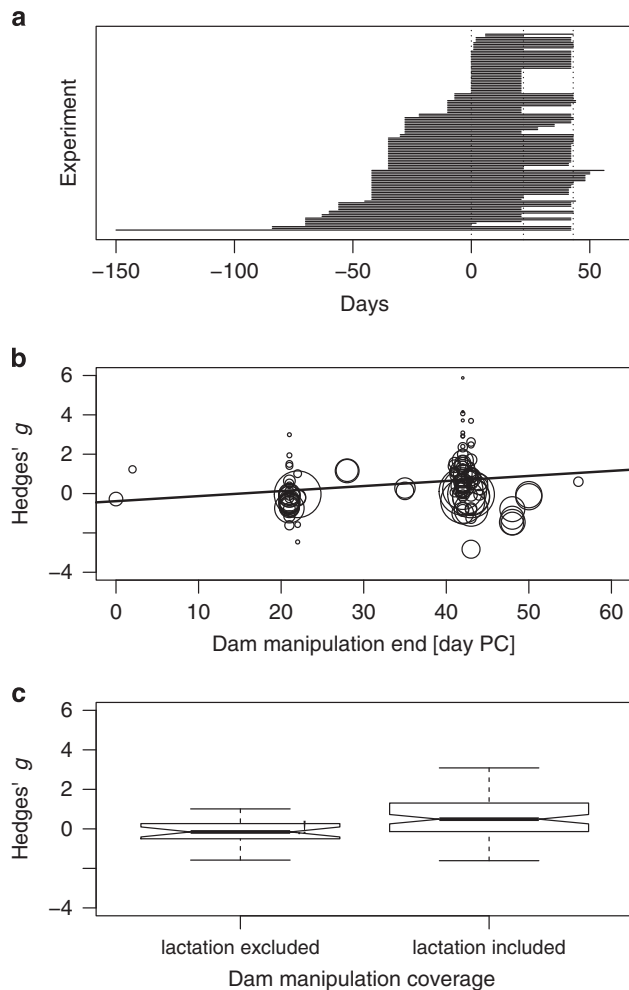 a
Experiment
−150 −100 −50 0 50
Days
b
6
4
2
0
−4
Hedges' g
0 10 20 30 40 50 60
Dam manipulation end [day PC]
c
6
4
2
0
−4
Hedges' g
lactation excluded lactation included
Dam manipulation coverage